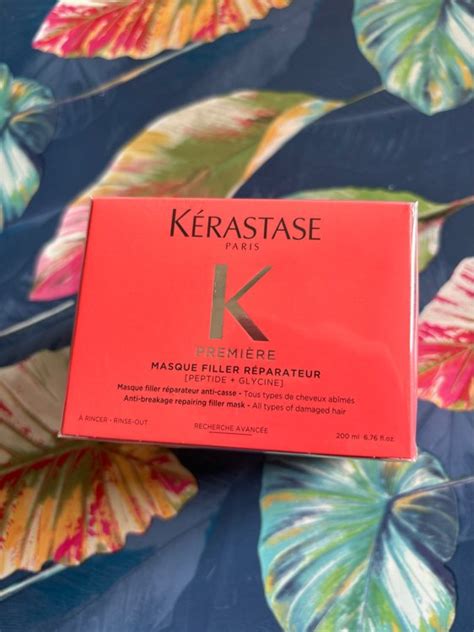 KÉRASTASE
PARIS
K
PREMIÈRE
MASQUE FILLER RÉPARATEUR
[PEPTIDE + GLYCINE]
Masque filler réparateur anti-casse - Tous types de cheveux abîmés
Anti-breakage repairing filler mask - All types of damaged hair
À RINCER - RINSE-OUT
RECHERCHE AVANCÉE
200 ml 6.76 fl.oz.